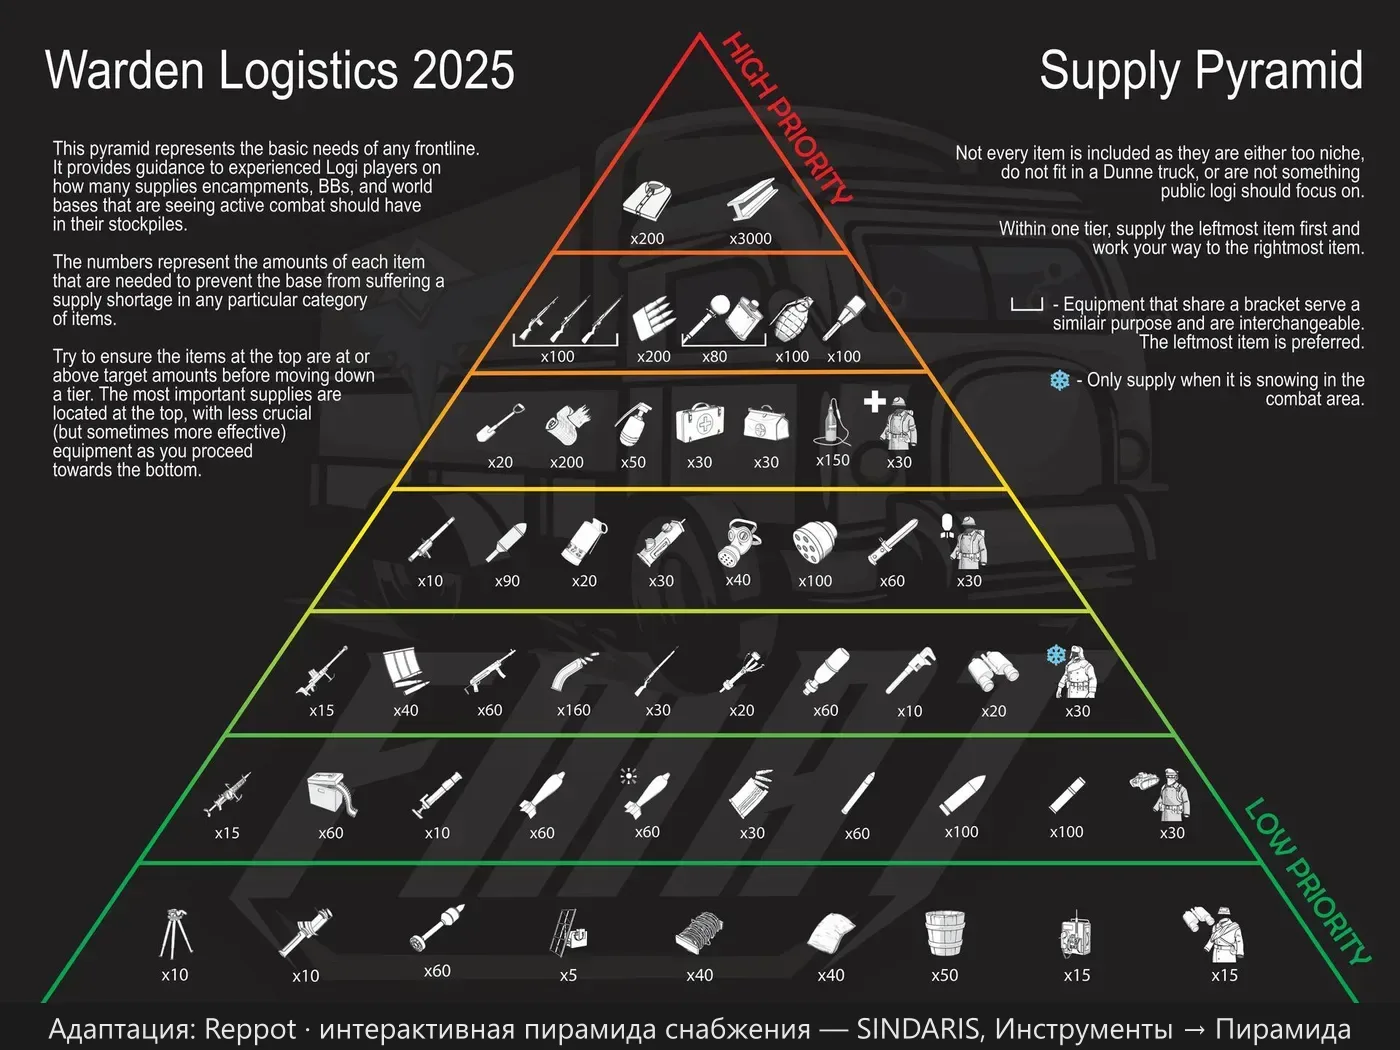 Warden Logistics 2025
This pyramid represents the basic needs of any frontline.
It provides guidance to experienced Logi players on
how many supplies encampments, BBs, and world
bases that are seeing active combat should have
in their stockpiles.
The numbers represent the amounts of each item
that are needed to prevent the base from suffering a
supply shortage in any particular category
of items.
Try to ensure the items at the top are at or
above target amounts before moving down
a tier. The most important supplies are
located at the top, with less crucial
(but sometimes more effective)
equipment as you proceed
towards the bottom.
HIGH PRIORITY
Supply Pyramid
Not every item is included as they are either too niche,
do not fit in a Dunne truck, or are not something
public logi should focus on.
Within one tier, supply the leftmost item first and
work your way to the rightmost item.
- Equipment that share a bracket serve a
similair purpose and are interchangeable.
The leftmost item is preferred.
- Only supply when it is snowing in the
combat area.
x200 x3000
x100 x200 x80 x100 x100
x20 x200 x50 x30 x30 x150 x30
x10 x90 x20 x30 x40 x100 x60 x30
x15 x40 x60 x160 x30 x20 x60 x10 x20 x30
x15 x60 x10 x60 x60 x30 x60 x100 x100 x30
LOW PRIORITY
x10 x10 x60 x5 x40 x40 x50 x15 x15
Адаптация: Reppot · интерактивная пирамида снабжения — SINDARIS, Инструменты → Пирамида